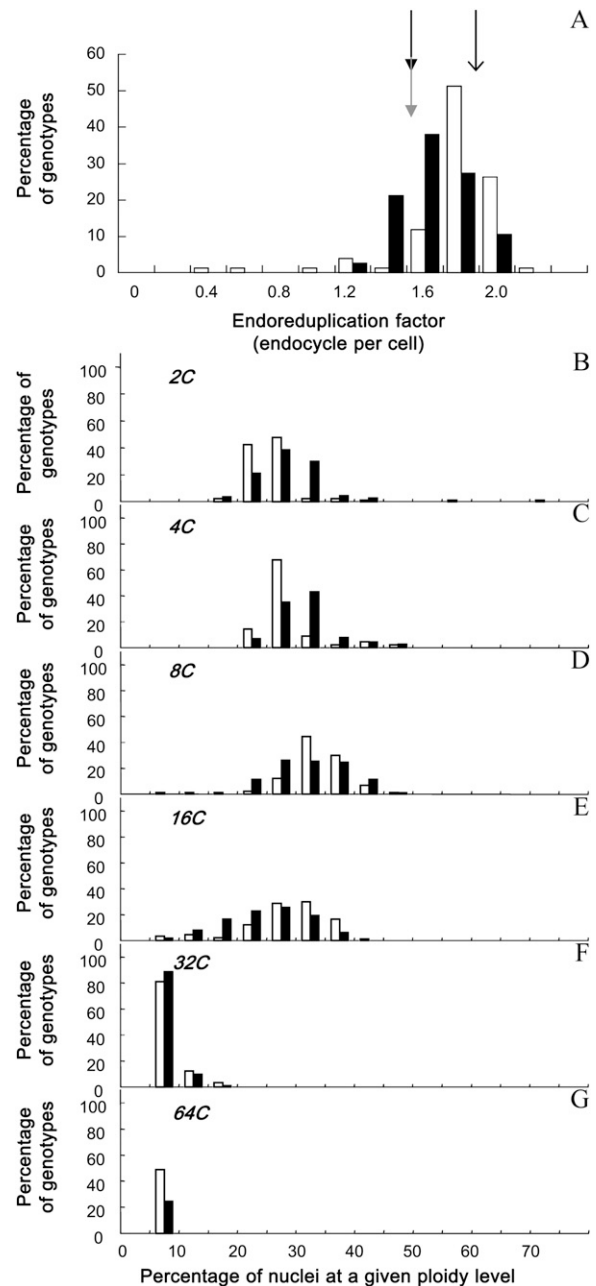 A
60
50
40
30
20
10
0
Percentage
of genotypes
0 0.4 0.8 1.2 1.6 2.0
Endoreduplication factor
(endocycle per cell)
B
2C
100
80
60
40
20
0
Percentage of
genotypes
C
4C
100
80
60
40
20
0
Percentage
of genotypes
D
8C
100
80
60
40
20
0
Percentage
of genotypes
E
16C
100
80
60
40
20
0
Percentage
of genotypes
F
32C
100
80
60
40
20
0
Percentage
of genotypes
G
64C
100
80
60
40
20
0
Percentage
of genotypes
0 10 20 30 40 50 60 70
Percentage of nuclei at a given ploidy level